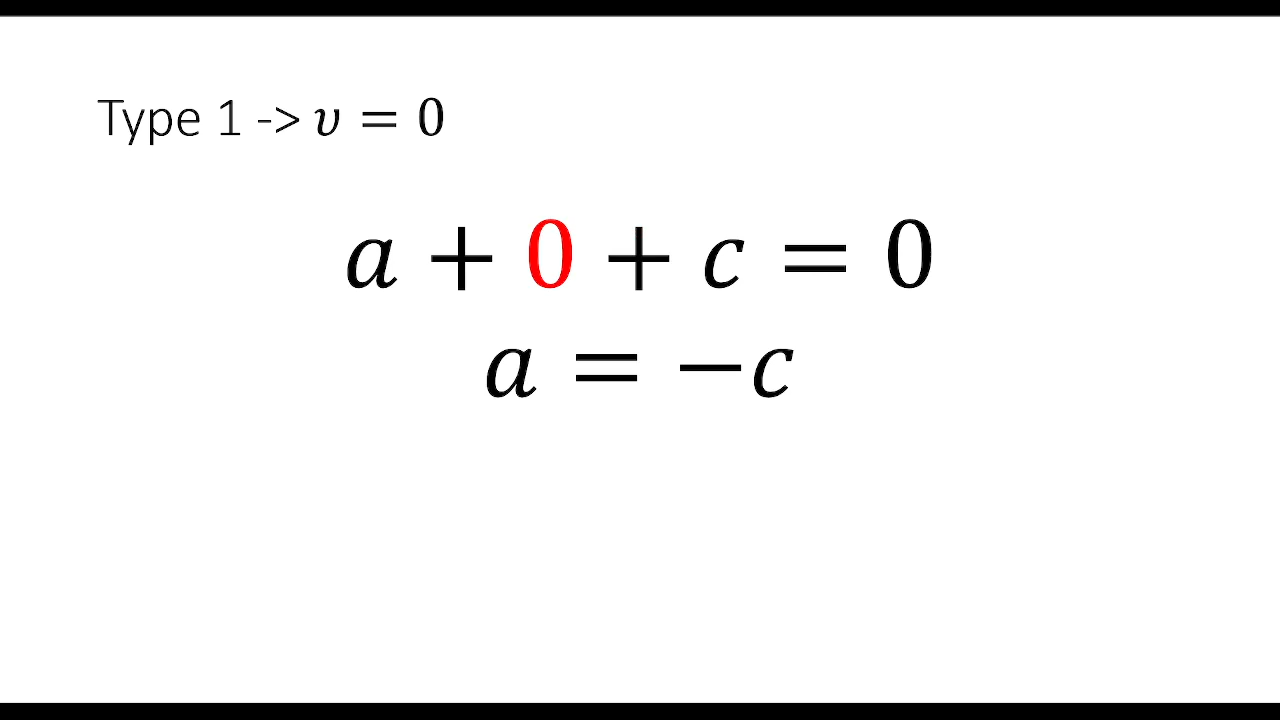 Type 1 -> 𝜐 = 0
𝑎 + 0 + 𝑐 = 0
𝑎 = −𝑐